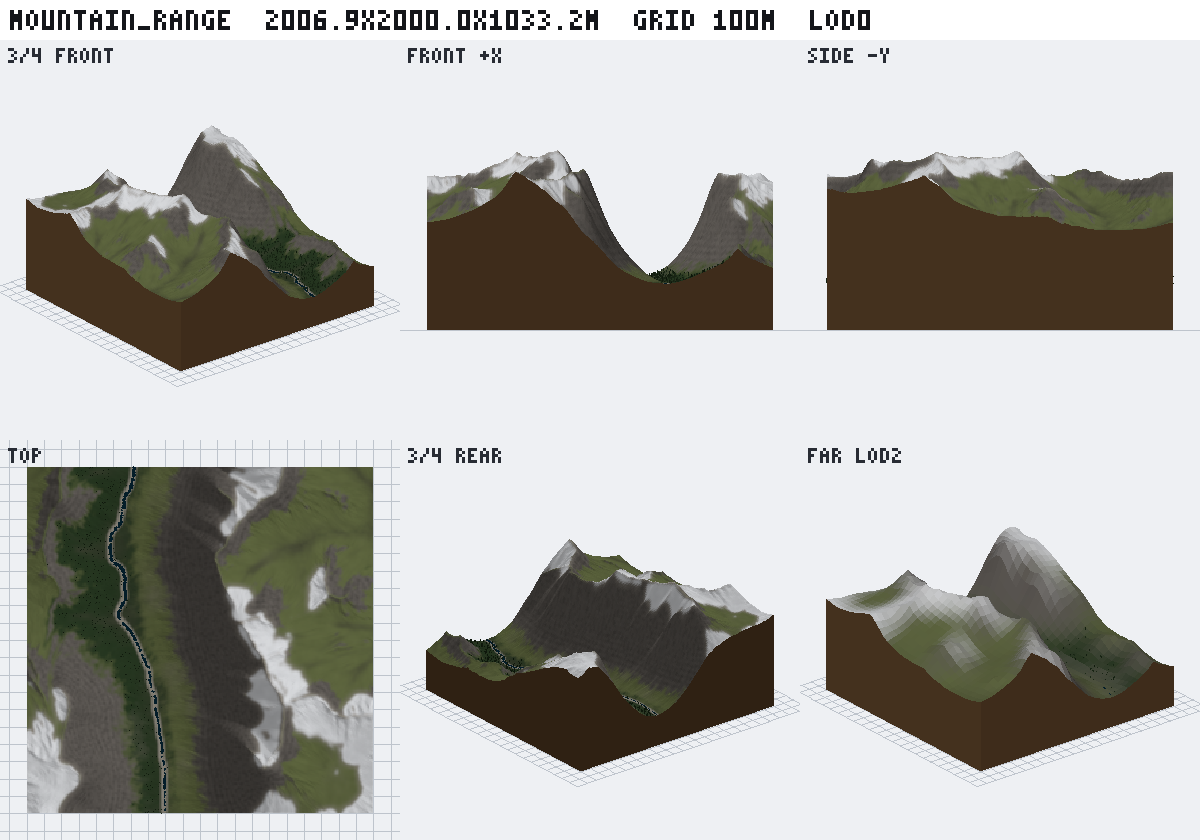 MOUNTAIN_RANGE 2006.9X2000.0X1033.2M GRID 100M LOD0
3/4 FRONT
FRONT +X
SIDE -Y
TOP
3/4 REAR
FAR LOD2